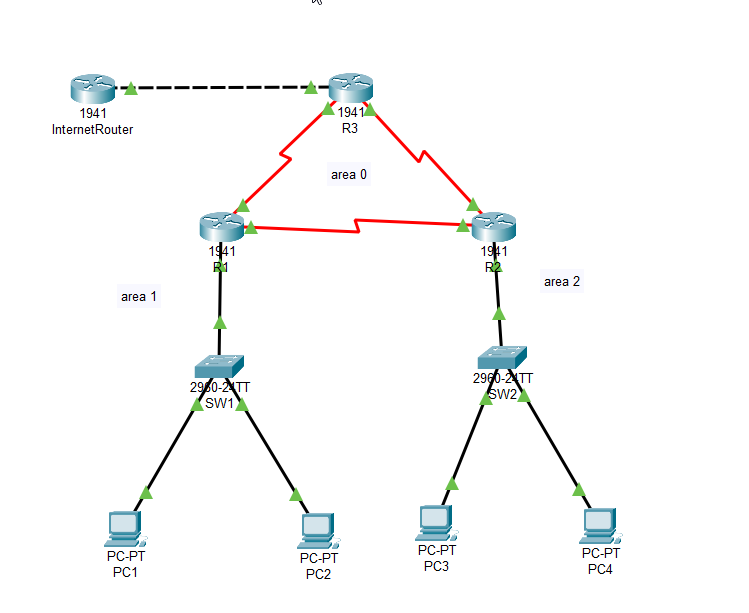 1941
InternetRouter
1941
R3
area 0
1941
R1
1941
R2
area 1
area 2
2960-24TT
SW1
2960-24TT
SW2
PC-PT
PC1
PC-PT
PC2
PC-PT
PC3
PC-PT
PC4